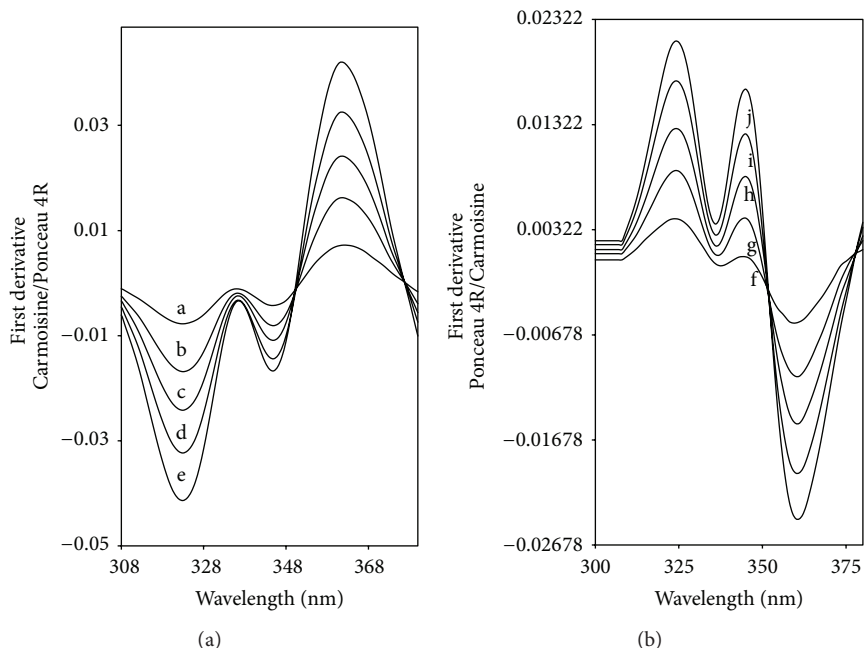 First derivative
Carmoisine/Ponceau 4R
0.03
0.01
−0.01
−0.03
−0.05
a
b
c
d
e
308
328
348
368
Wavelength (nm)
(a)
First derivative
Ponceau 4R/Carmoisine
0.02322
0.01322
0.00322
−0.00678
−0.01678
−0.02678
j
i
h
g
f
300
325
350
375
Wavelength (nm)
(b)